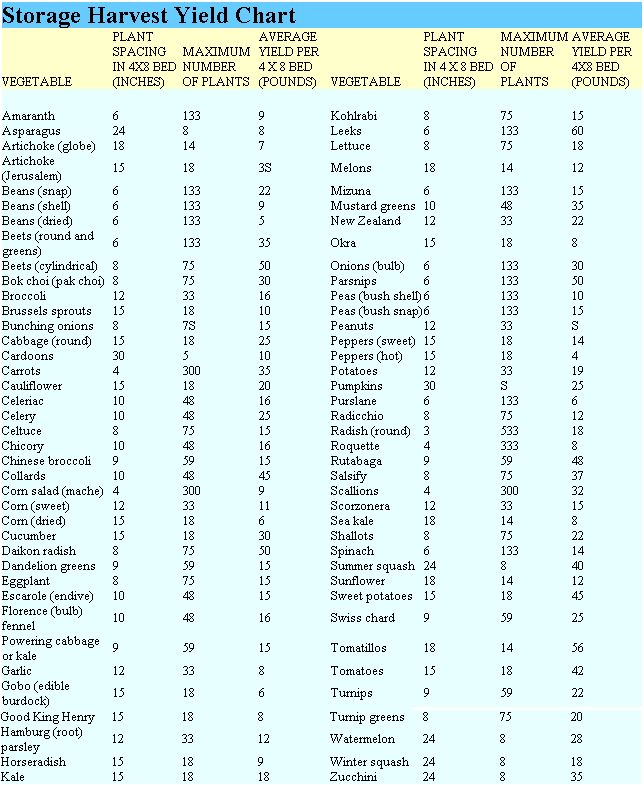 Storage Harvest Yield Chart
VEGETABLE PLANT SPACING IN 4X8 BED (INCHES) MAXIMUM NUMBER OF PLANTS AVERAGE YIELD PER 4 X 8 BED (POUNDS) VEGETABLE PLANT SPACING IN 4 X 8 BED (INCHES) MAXIMUM NUMBER OF PLANTS AVERAGE YIELD PER 4X8 BED (POUNDS)
Amaranth 6 133 9 Kohlrabi 8 75 15
Asparagus 24 8 8 Leeks 6 133 60
Artichoke (globe) 18 14 7 Lettuce 8 75 18
Artichoke (Jerusalem) 15 18 3S Melons 18 14 12
Beans (snap) 6 133 22 Mizuna 6 133 15
Beans (shell) 6 133 9 Mustard greens 10 48 35
Beans (dried) 6 133 5 New Zealand 12 33 22
Beets (round and greens) 6 133 35 Okra 15 18 8
Beets (cylindrical) 8 75 50 Onions (bulb) 6 133 30
Bok choi (pak choi) 8 75 30 Parsnips 6 133 50
Broccoli 12 33 16 Peas (bush shell) 6 133 10
Brussels sprouts 15 18 10 Peas (bush snap) 6 133 15
Bunching onions 8 7S 15 Peanuts 12 33 S
Cabbage (round) 15 18 25 Peppers (sweet) 15 18 14
Cardoons 30 5 10 Peppers (hot) 15 18 4
Carrots 4 300 35 Potatoes 12 33 19
Cauliflower 15 18 20 Pumpkins 30 S 25
Celeriac 10 48 16 Purslane 6 133 6
Celery 10 48 25 Radicchio 8 75 12
Celtuce 8 75 15 Radish (round) 3 533 18
Chicory 10 48 16 Roquette 4 333 8
Chinese broccoli 9 59 15 Rutabaga 9 59 48
Collards 10 48 45 Salsify 8 75 37
Corn salad (mache) 4 300 9 Scallions 4 300 32
Corn (sweet) 12 33 11 Scorzonera 12 33 15
Corn (dried) 15 18 6 Sea kale 18 14 8
Cucumber 15 18 30 Shallots 8 75 22
Daikon radish 8 75 50 Spinach 6 133 14
Dandelion greens 9 59 15 Summer squash 24 8 40
Eggplant 8 75 15 Sunflower 18 14 12
Escarole (endive) 10 48 15 Sweet potatoes 15 18 45
Florence (bulb) fennel 10 48 16 Swiss chard 9 59 25
Powering cabbage or kale 9 59 15 Tomatillos 18 14 56
Garlic 12 33 8 Tomatoes 15 18 42
Gobo (edible burdock) 15 18 6 Turnips 9 59 22
Good King Henry 15 18 8 Turnip greens 8 75 20
Hamburg (root) parsley 12 33 12 Watermelon 24 8 28
Horseradish 15 18 9 Winter squash 24 8 18
Kale 15 18 18 Zucchini 24 8 35